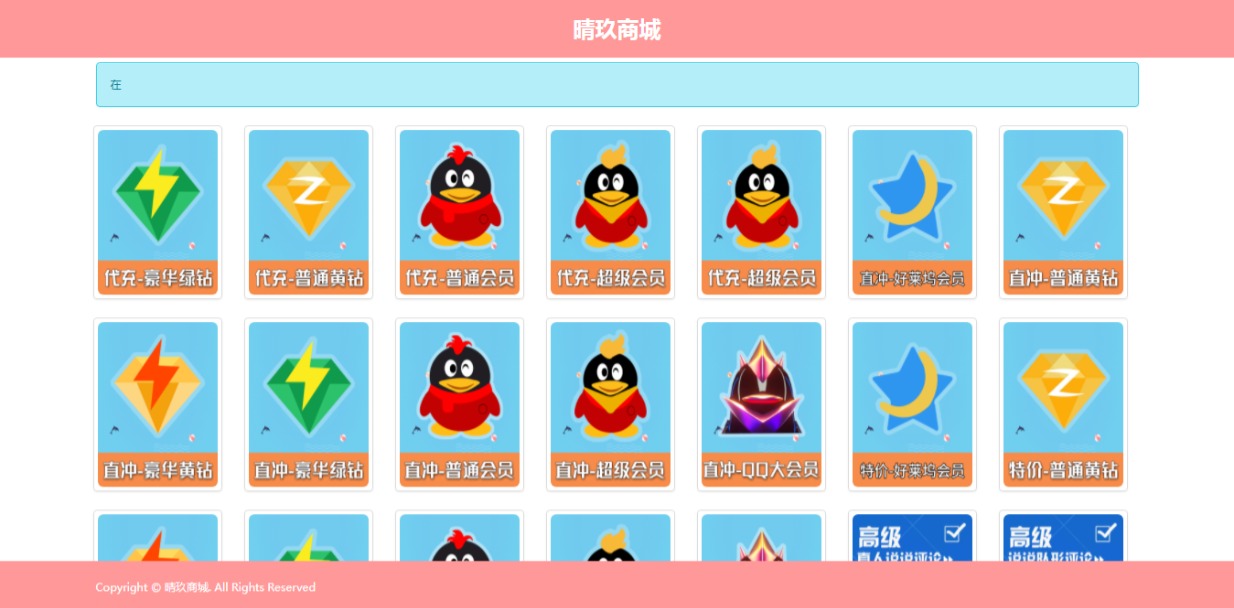 晴玖商城
在
代充-豪华绿钻
代充-普通黄钻
代充-普通会员
代充-超级会员
代充-超级会员
直冲-好莱坞会员
直冲-普通黄钻
直冲-豪华黄钻
直冲-豪华绿钻
直冲-普通会员
直冲-超级会员
直冲-QQ大会员
特价-好莱坞会员
特价-普通黄钻
高级
真人说说评论
高级
说说队形评论
Copyright © 晴玖商城. All Rights Reserved